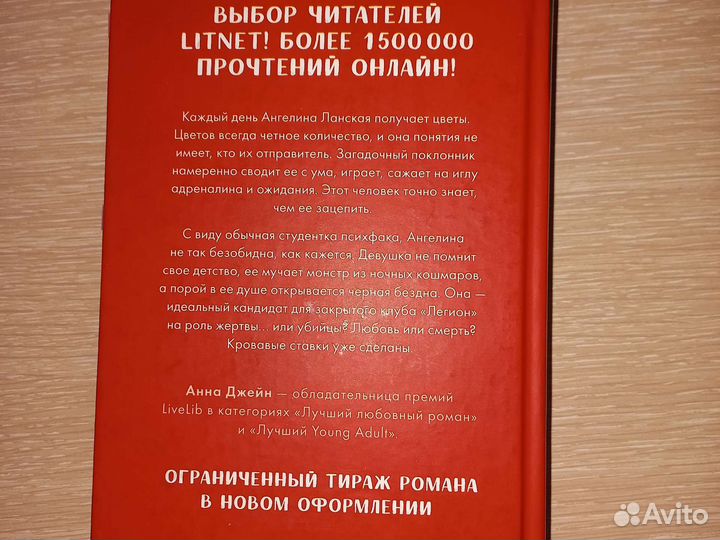 ВЫБОР ЧИТАТЕЛЕЙ
LITNET! БОЛЕЕ 1500 000
ПРОЧТЕНИЙ ОНЛАЙН!
Каждый день Ангелина Ланская получает цветы.
Цветов всегда четное количество, и она понятия не
имеет, кто их отправитель. Загадочный поклонник
намеренно сводит ее с ума, играет, сажает на иглу
адреналина и ожидания. Этот человек точно знает,
чем ее зацепить.
С виду обычная студентка психфака, Ангелина
не так безобидна, как кажется. Девушка не помнит
свое детство, ее мучает монстр из ночных кошмаров,
а порой в ее душе открывается черная бездна. Она —
идеальный кандидат для закрытого клуба «Легион»
на роль жертвы... или убийцы? Любовь или смерть?
Кровавые ставки уже сделаны.
Анна Джейн — обладательница премий
LiveLib в категориях «Лучший любовный роман»
и «Лучший Young Adult».
ОГРАНИЧЕННЫЙ ТИРАЖ РОМАНА
В НОВОМ ОФОРМЛЕНИИ
Avito